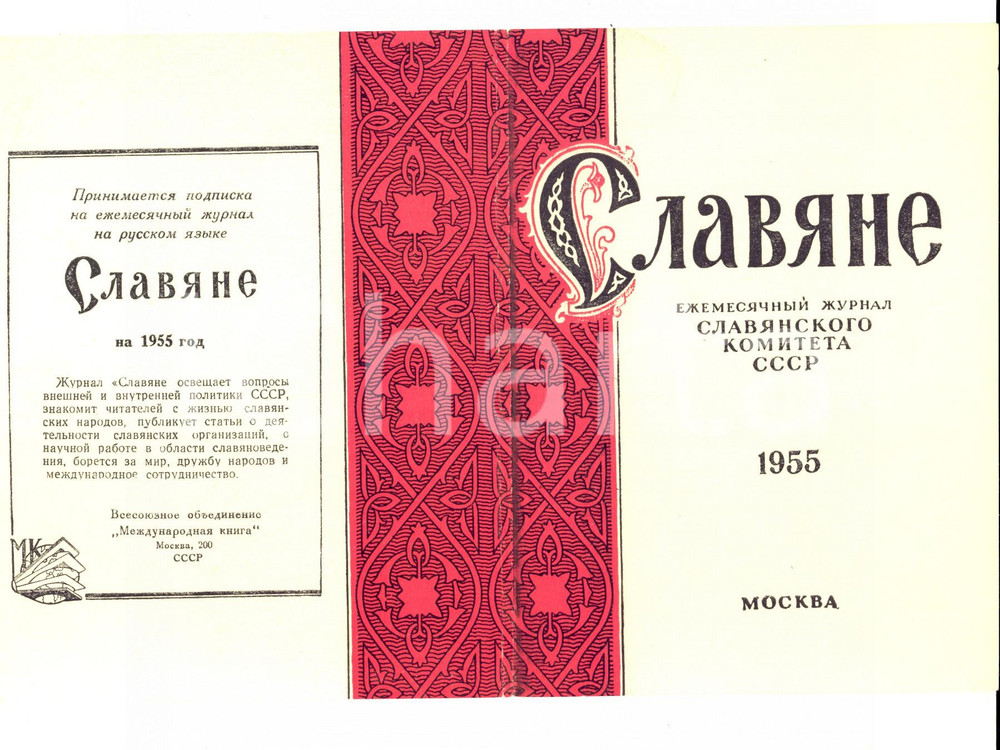 Принимается подписка
на ежемесячный журнал
на русском языке
Славяне
на 1955 год
Журнал «Славяне освещает вопросы
внешней и внутренней политики СССР,
знакомит читателей с жизнью славян-
ских народов, публикует статьи о дея-
тельности славянских организаций, о
научной работе в области славяноведе-
ния, борется за мир, дружбу народов и
международное сотрудничество.
Всесоюзное объединение
„Международная книга“
Москва, 200
СССР
МК
Славяне
ЕЖЕМЕСЯЧНЫЙ ЖУРНАЛ
СЛАВЯНСКОГО
КОМИТЕТА
СССР
1955
МОСКВА